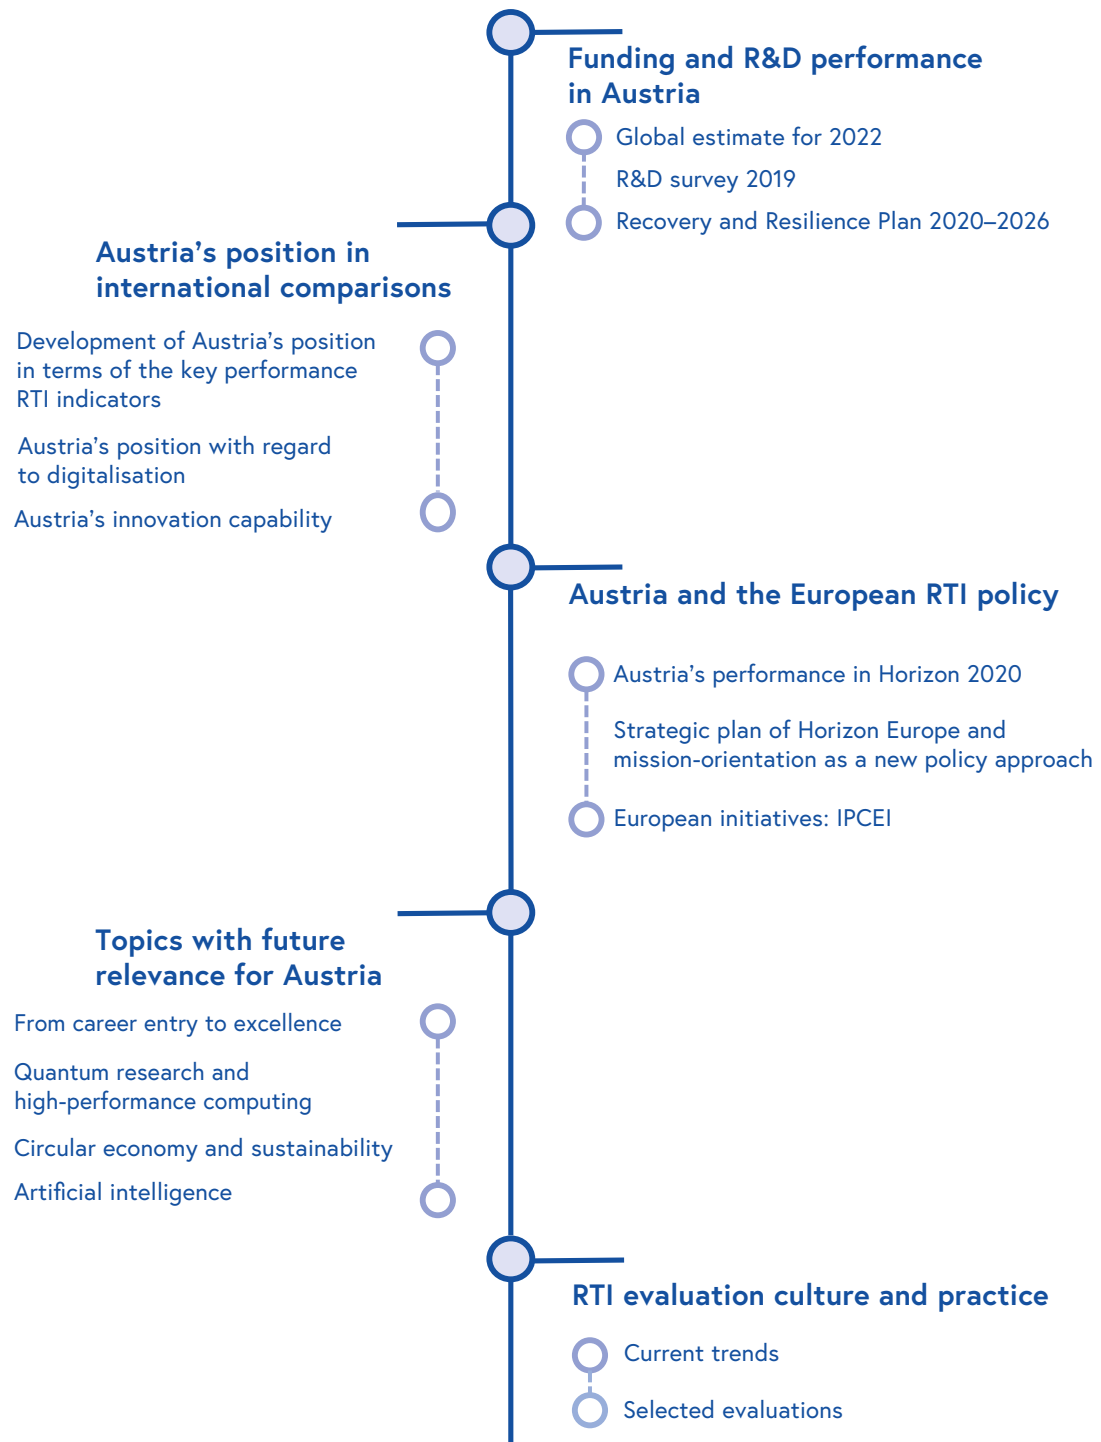 Funding and R&D performance
in Austria
Global estimate for 2022
R&D survey 2019
Recovery and Resilience Plan 2020–2026
Austria’s position in
international comparisons
Development of Austria’s position
in terms of the key performance
RTI indicators
Austria’s position with regard
to digitalisation
Austria’s innovation capability
Austria and the European RTI policy
Austria’s performance in Horizon 2020
Strategic plan of Horizon Europe and
mission-orientation as a new policy approach
European initiatives: IPCEI
Topics with future
relevance for Austria
From career entry to excellence
Quantum research and
high-performance computing
Circular economy and sustainability
Artificial intelligence
RTI evaluation culture and practice
Current trends
Selected evaluations